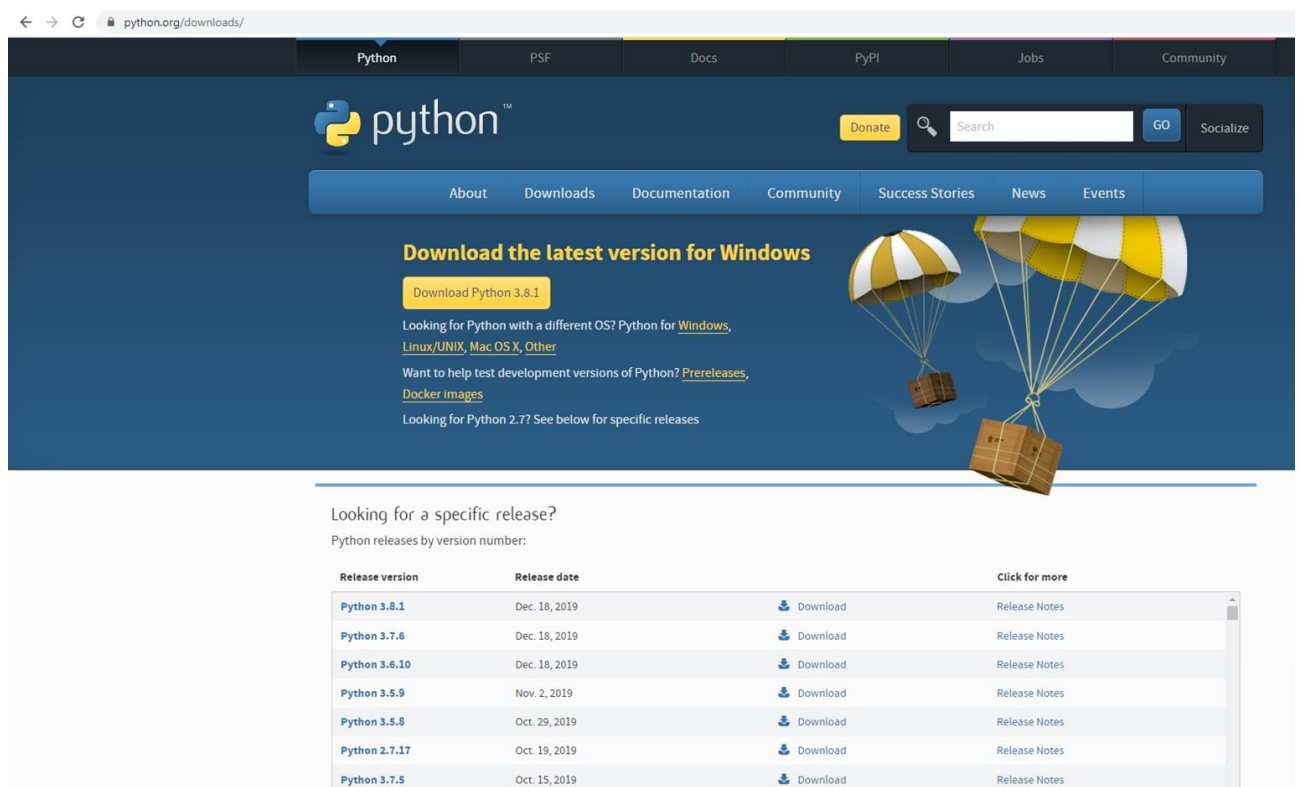 python.org/downloads/
Python PSF Docs PyPI Jobs Community
python™
Donate Search GO Socialize
About Downloads Documentation Community Success Stories News Events
Download the latest version for Windows
Download Python 3.8.1
Looking for Python with a different OS? Python for Windows,
Linux/UNIX, Mac OS X, Other
Want to help test development versions of Python? Prereleases,
Docker images
Looking for Python 2.7? See below for specific releases
Looking for a specific release?
Python releases by version number:
Release version Release date Click for more
Python 3.8.1 Dec. 18, 2019 Download Release Notes
Python 3.7.6 Dec. 18, 2019 Download Release Notes
Python 3.6.10 Dec. 18, 2019 Download Release Notes
Python 3.5.9 Nov. 2, 2019 Download Release Notes
Python 3.5.8 Oct. 29, 2019 Download Release Notes
Python 2.7.17 Oct. 19, 2019 Download Release Notes
Python 3.7.5 Oct. 15, 2019 Download Release Notes